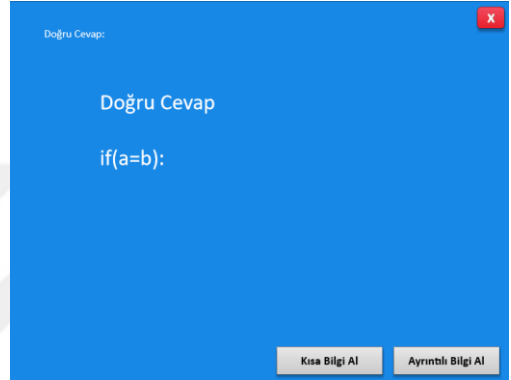 X
Doğru Cevap:
Doğru Cevap
if(a=b):
Kısa Bilgi Al
Ayrıntılı Bilgi Al